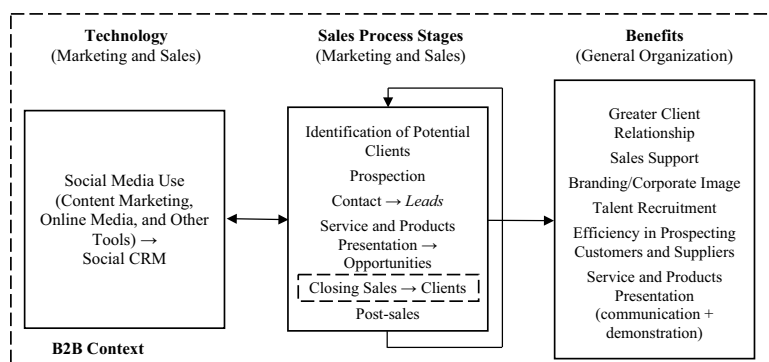 Technology
(Marketing and Sales)
Sales Process Stages
(Marketing and Sales)
Benefits
(General Organization)
Social Media Use
(Content Marketing,
Online Media, and Other
Tools) →
Social CRM
Identification of Potential
Clients
Prospection
Contact → Leads
Service and Products
Presentation →
Opportunities
Closing Sales → Clients
Post-sales
Greater Client
Relationship
Sales Support
Branding/Corporate Image
Talent Recruitment
Efficiency in Prospecting
Customers and Suppliers
Service and Products
Presentation
(communication +
demonstration)
B2B Context